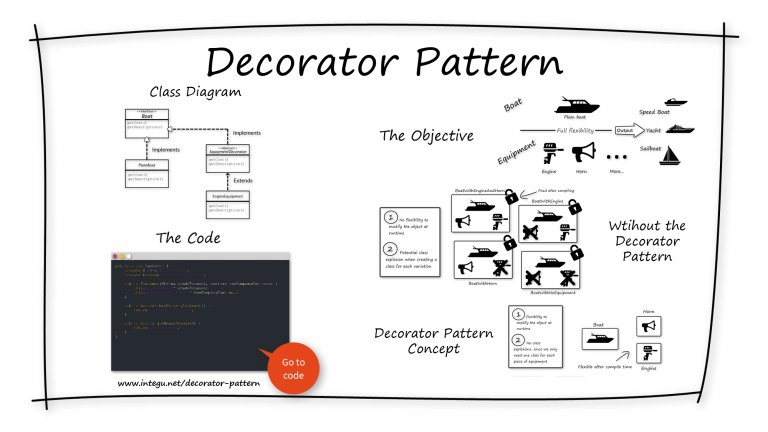 Decorator Pattern
Class Diagram
<<Interface>>
Boat
getCost()
getDescription()
Implements
Implements
PlainBoat
getCost()
getDescription()
<<Abstract>>
EquipmentDecorator
getCost()
getDescription()
Extends
EngineEquipment
getCost()
getDescription()
The Code
Go to
code
www.integu.net/decorator-pattern
The Objective
Boat
Plain boat
Full flexibility
Output
Speed Boat
Yacht
Sailboat
Equipment
Engine
Horn
More...
BoatWithEngineAndHorn
Fixed after compiling
BoatWithEngine
BoatWithHorn
BoatWithNoEquipment
1
No flexibility to
modify the object at
runtime
2
Potential class
explosion when creating a
class for each variation
Wtihout the
Decorator
Pattern
Decorator Pattern
Concept
1
Flexibility to
modify the object at
runtime
2
No class
explosions, since we only
need one class for each
piece of equipment
Boat
Horn
Engine
Flexible after compile time